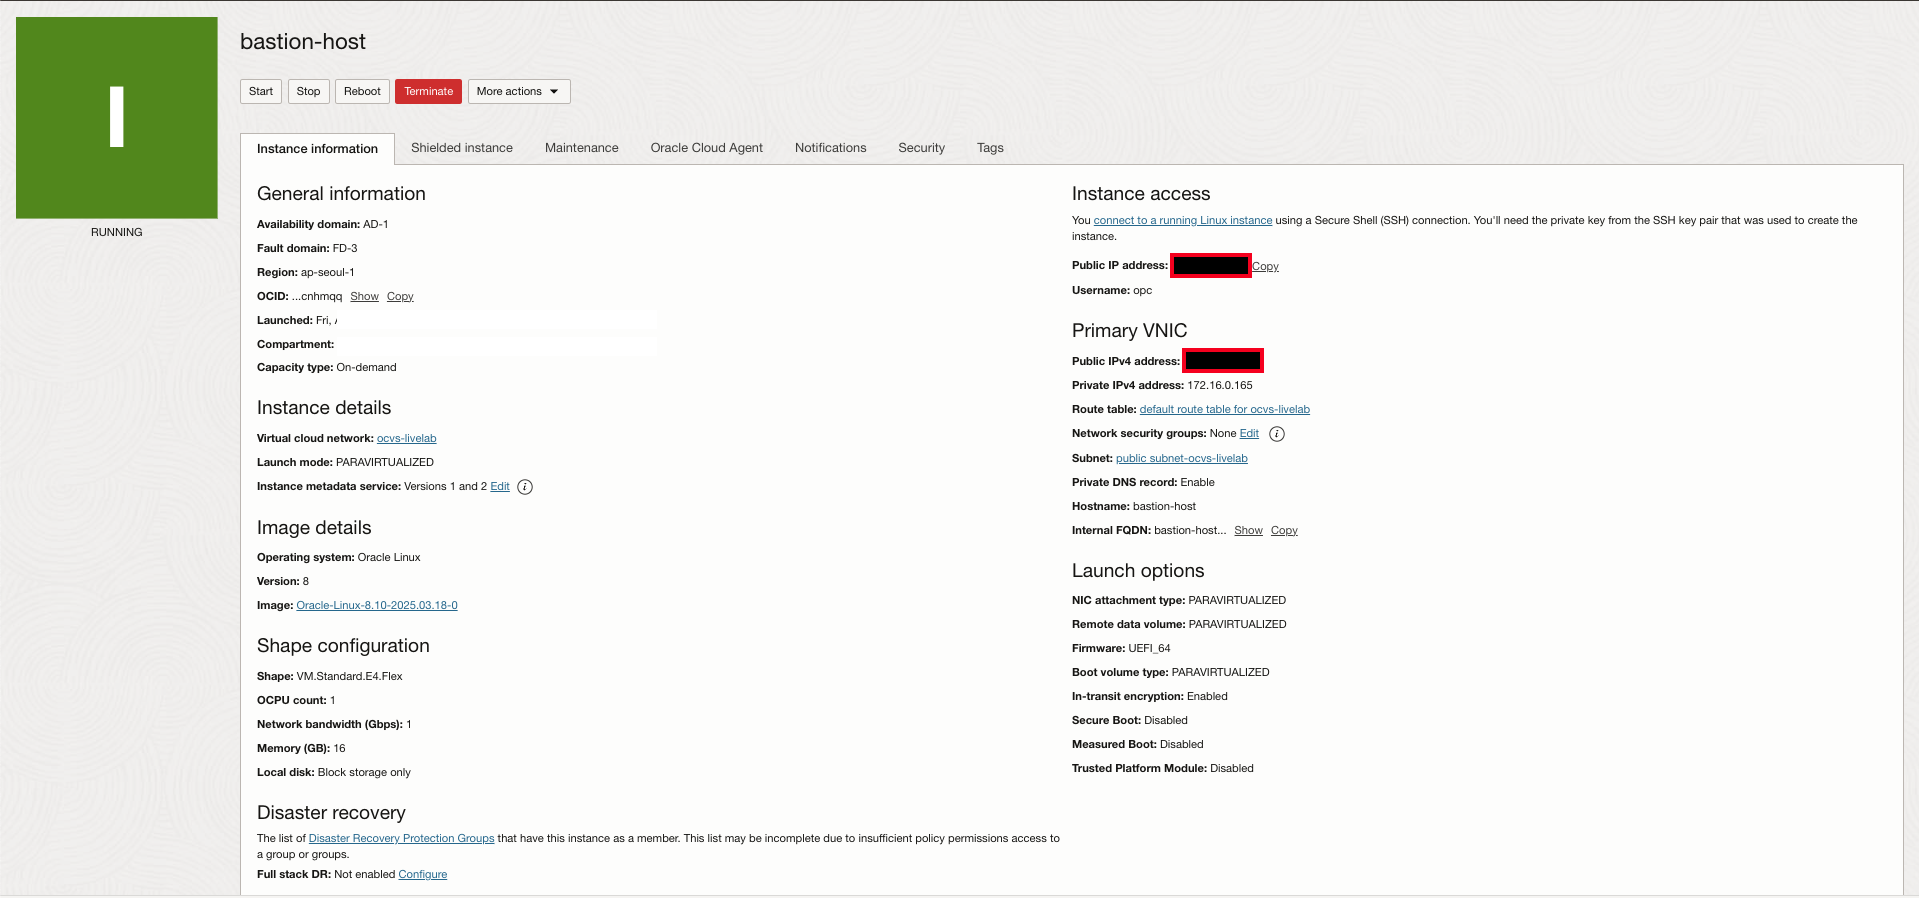 bastion-host
Start Stop Reboot Terminate More actions
Instance information Shielded instance Maintenance Oracle Cloud Agent Notifications Security Tags
RUNNING
General information
Availability domain: AD-1
Fault domain: FD-3
Region: ap-seoul-1
OCID: ...cnhmqq Show Copy
Launched: Fri,
Compartment:
Capacity type: On-demand
Instance details
Virtual cloud network: ocvs-livelab
Launch mode: PARAVIRTUALIZED
Instance metadata service: Versions 1 and 2 Edit
Image details
Operating system: Oracle Linux
Version: 8
Image: Oracle-Linux-8.10-2025.03.18-0
Shape configuration
Shape: VM.Standard.E4.Flex
OCPU count: 1
Network bandwidth (Gbps): 1
Memory (GB): 16
Local disk: Block storage only
Disaster recovery
The list of Disaster Recovery Protection Groups that have this instance as a member. This list may be incomplete due to insufficient policy permissions access to
a group or groups.
Full stack DR: Not enabled Configure
Instance access
You connect to a running Linux instance using a Secure Shell (SSH) connection. You'll need the private key from the SSH key pair that was used to create the
instance.
Public IP address: Copy
Username: opc
Primary VNIC
Public IPv4 address:
Private IPv4 address: 172.16.0.165
Route table: default route table for ocvs-livelab
Network security groups: None Edit
Subnet: public subnet-ocvs-livelab
Private DNS record: Enable
Hostname: bastion-host
Internal FQDN: bastion-host... Show Copy
Launch options
NIC attachment type: PARAVIRTUALIZED
Remote data volume: PARAVIRTUALIZED
Firmware: UEFI_64
Boot volume type: PARAVIRTUALIZED
In-transit encryption: Enabled
Secure Boot: Disabled
Measured Boot: Disabled
Trusted Platform Module: Disabled